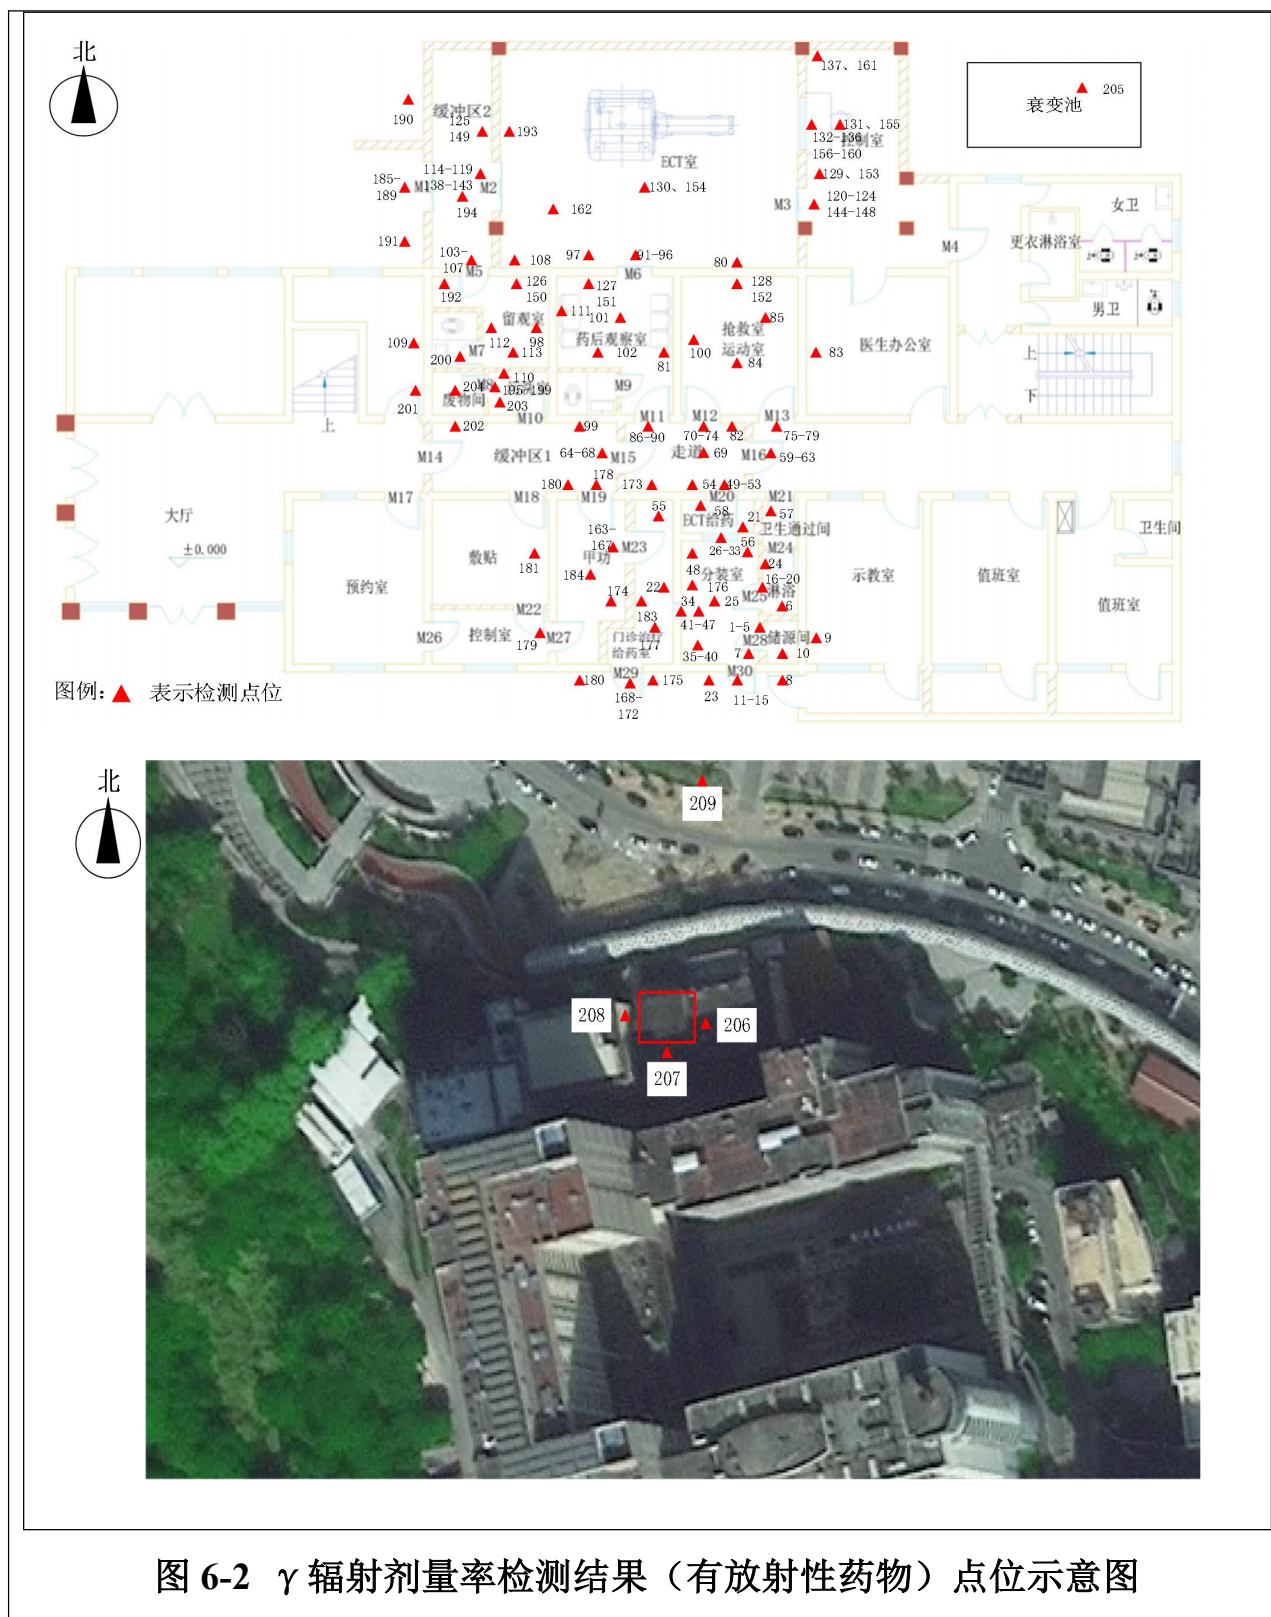 北
137、161
衰变池
205
190
缓冲区2
125
149
193
131、155
132-136
控制室
156-160
ECT室
114-119
138-143
M2
185-
189
M1
194
130、154
129、153
120-124
144-148
M3
162
女卫
更衣淋浴室
M4
191
103-
107
M5
108
97
91-96
M6
80
192
126
150
127
151
128
152
男卫
111
留观室
101
抢救室
85
112
98
药后观察室
100
运动室
医生办公室
109
M7
113
102
81
84
83
上
下
200
110
M8
195-199
M9
204
废物间
203
201
上
M10
99
M11
M12
M13
202
86-90
70-74
82
75-79
M14
缓冲区1
64-68
M15
走道
69
M16
59-63
178
180
173
54
49-53
M17
M18
M19
M20
M21
大厅
±0.000
55
58
57
ECT给药
21
卫生通过间
卫生间
163-
167
M23
56
26-33
M24
敷贴
181
甲功
48
24
184
分装室
16-20
示教室
值班室
预约室
174
22
176
M25
淋浴
值班室
183
34
25
6
M22
41-47
M26
控制室
179
M27
门诊治疗
177
1-5
M28
储源间
9
给药室
35-40
7
10
M29
M30
图例：
表示检测点位
180
168-
172
175
23
11-15
8
北
209
208
206
207
图 6-2 γ 辐射剂量率检测结果（有放射性药物）点位示意图